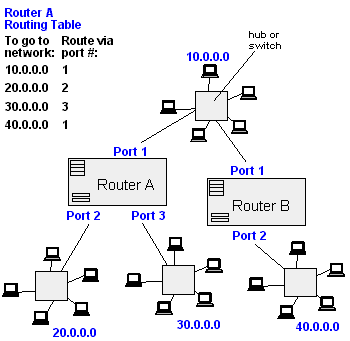 Router A
Routing Table
To go to Route via
network: port #:
10.0.0.0 1
20.0.0.0 2
30.0.0.0 3
40.0.0.0 1
hub or
switch
10.0.0.0
Port 1
Port 1
Router A
Router B
Port 2 Port 3
Port 2
20.0.0.0
30.0.0.0
40.0.0.0